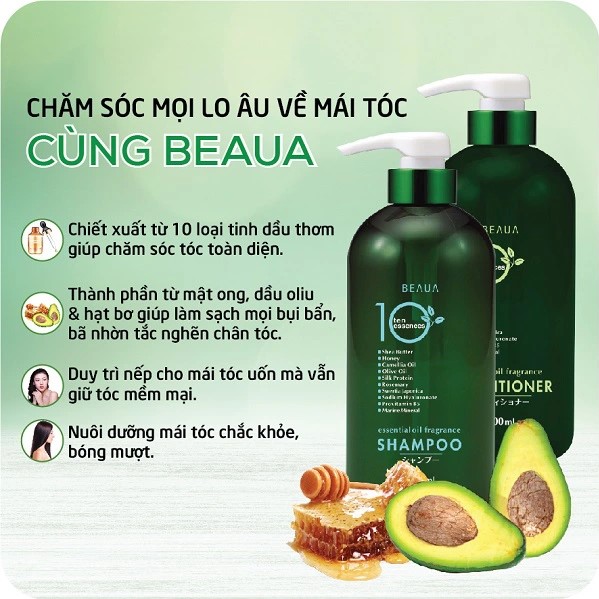 CHĂM SÓC MỌI LO ÂU VỀ MÁI TÓC
CÙNG BEAUA
Chiết xuất từ 10 loại tinh dầu thơm
giúp chăm sóc tóc toàn diện.
Thành phần từ mật ong, dầu oliu
& hạt bơ giúp làm sạch mọi bụi bẩn,
bã nhờn tắc nghẽn chân tóc.
Duy trì nếp cho mái tóc uốn mà vẫn
giữ tóc mềm mại.
Nuôi dưỡng mái tóc chắc khỏe,
bóng mượt.
BEAUA
10
ten
essences
Shea Butter
Honey
Camellia Oil
Olive Oil
Silk Protein
Rosemary
Swertia Japonica
Sodium Hyaluronate
Provitamin B5
Marine Mineral
essential oil fragrance
SHAMPOO
シャンプー
BEAUA
oil fragrance
ITIONER
ィショナー
00ml